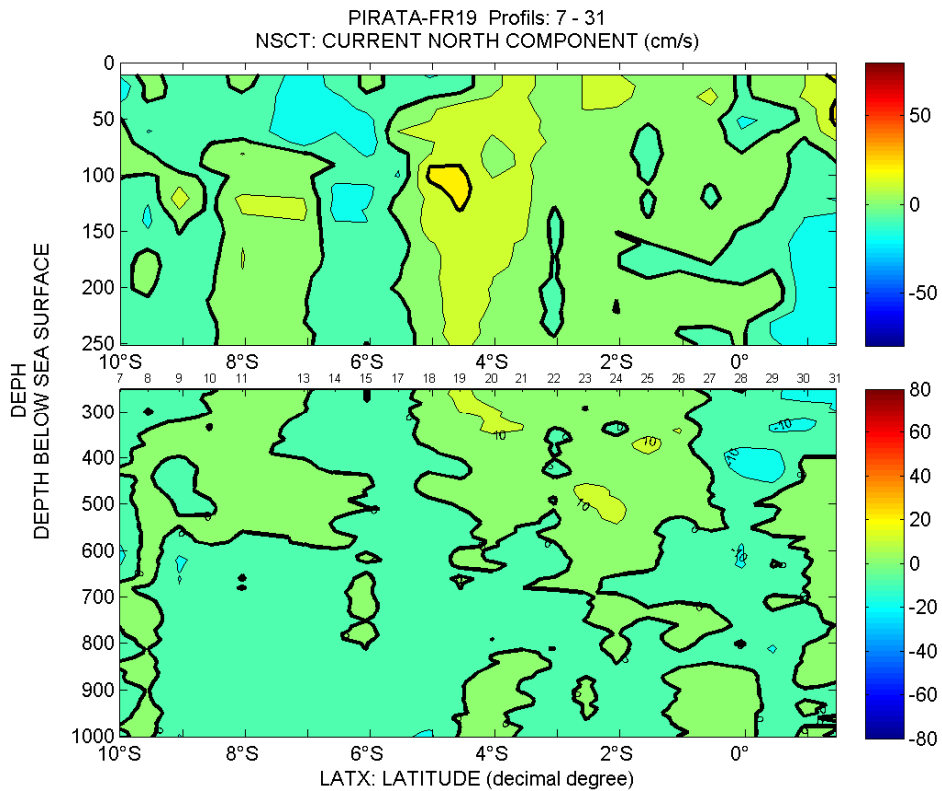 PIRATA-FR19 Profils: 7 - 31
NSCT: CURRENT NORTH COMPONENT (cm/s)
0
50
100
150
200
250
10°S
8°S
6°S
4°S
2°S
0°
50
0
-50
DEPH
DEPTH BELOW SEA SURFACE
7 8 9 10 11 13 14 15 17 18 19 20 21 22 24 25 26 27 28 29 30 31
300
400
500
600
700
800
900
1000
10°S
8°S
6°S
4°S
2°S
0°
80
60
40
20
0
-20
-40
-60
-80
10
10
10
-10
-10
-10
LATX: LATITUDE (decimal degree)